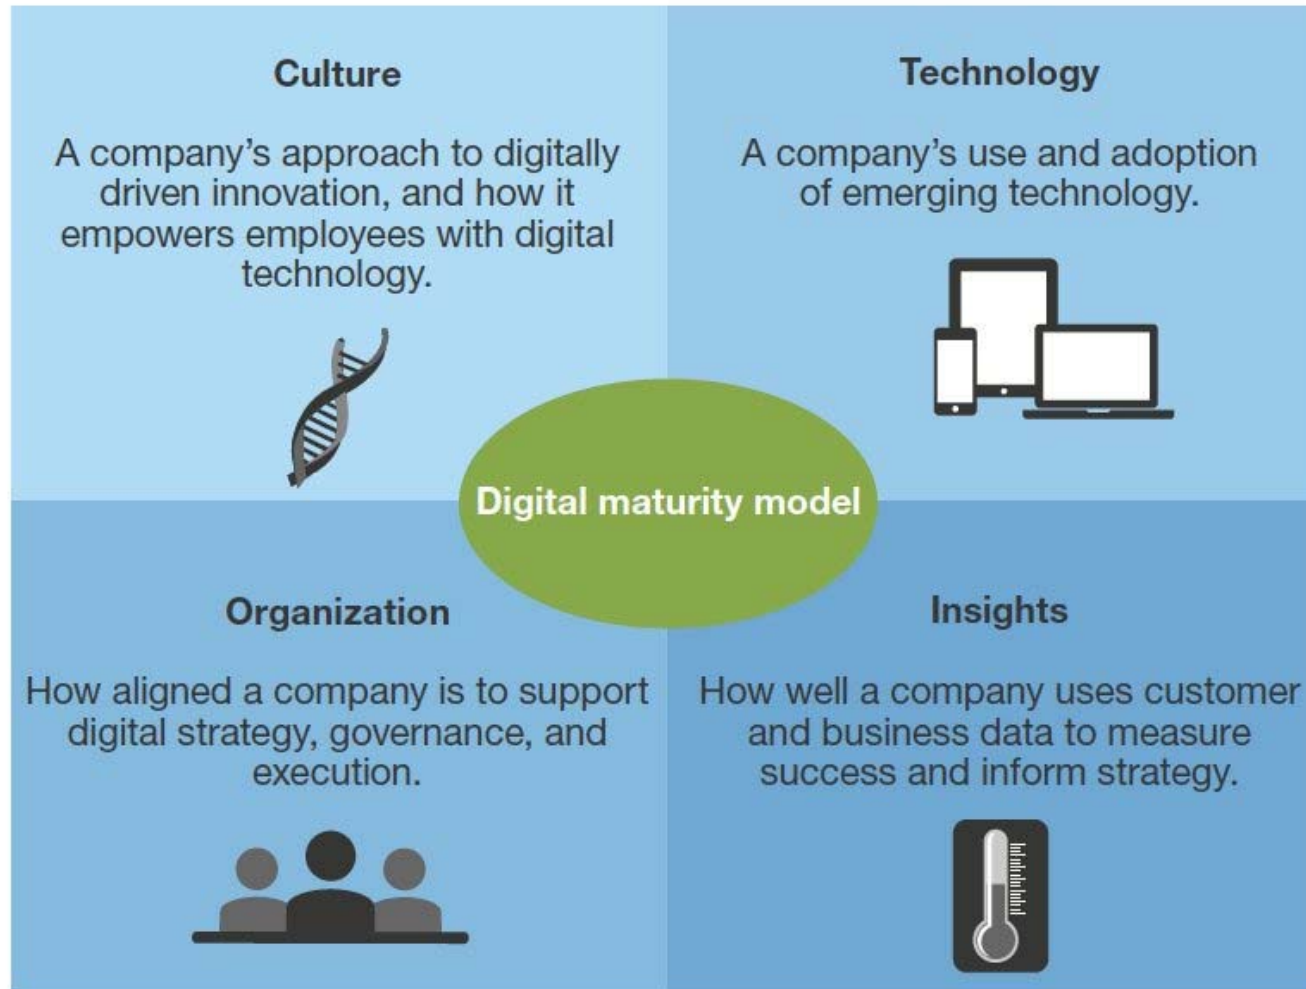 Culture
A company's approach to digitally
driven innovation, and how it
empowers employees with digital
technology.
Technology
A company's use and adoption
of emerging technology.
Digital maturity model
Organization
How aligned a company is to support
digital strategy, governance, and
execution.
Insights
How well a company uses customer
and business data to measure
success and inform strategy.